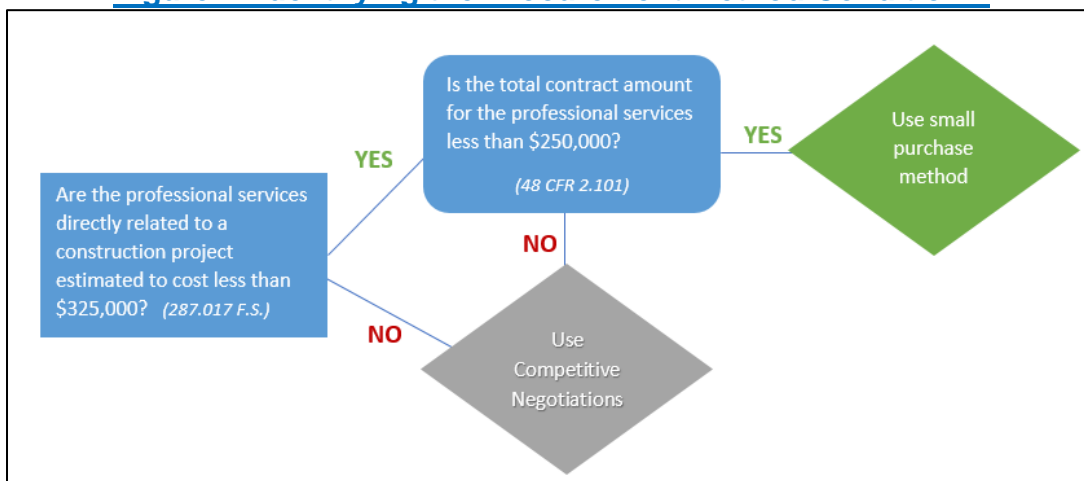 Is the total contract amount
for the professional services
less than $250,000?
(48 CFR 2.101)
YES
Use small
purchase
method
YES
Are the professional services
directly related to a
construction project
estimated to cost less than
$325,000? (287.017 F.S.)
NO
NO
Use
Competitive
Negotiations